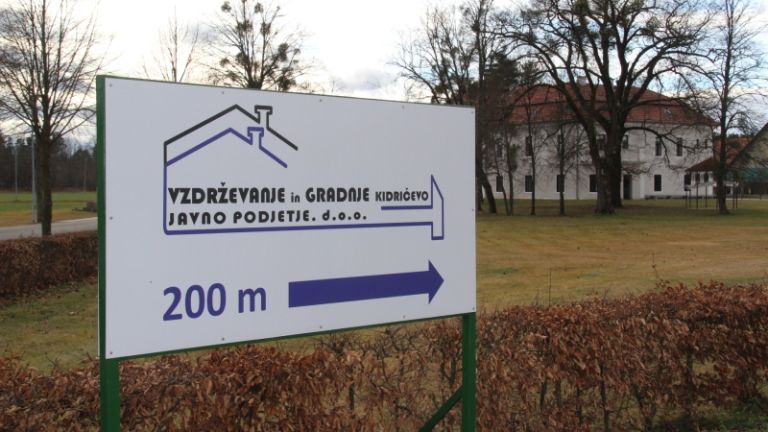 VZDRŽEVANJE in GRADNJE KIDRIČEVO
JAVNO PODJETJE. d.o.o.
200 m